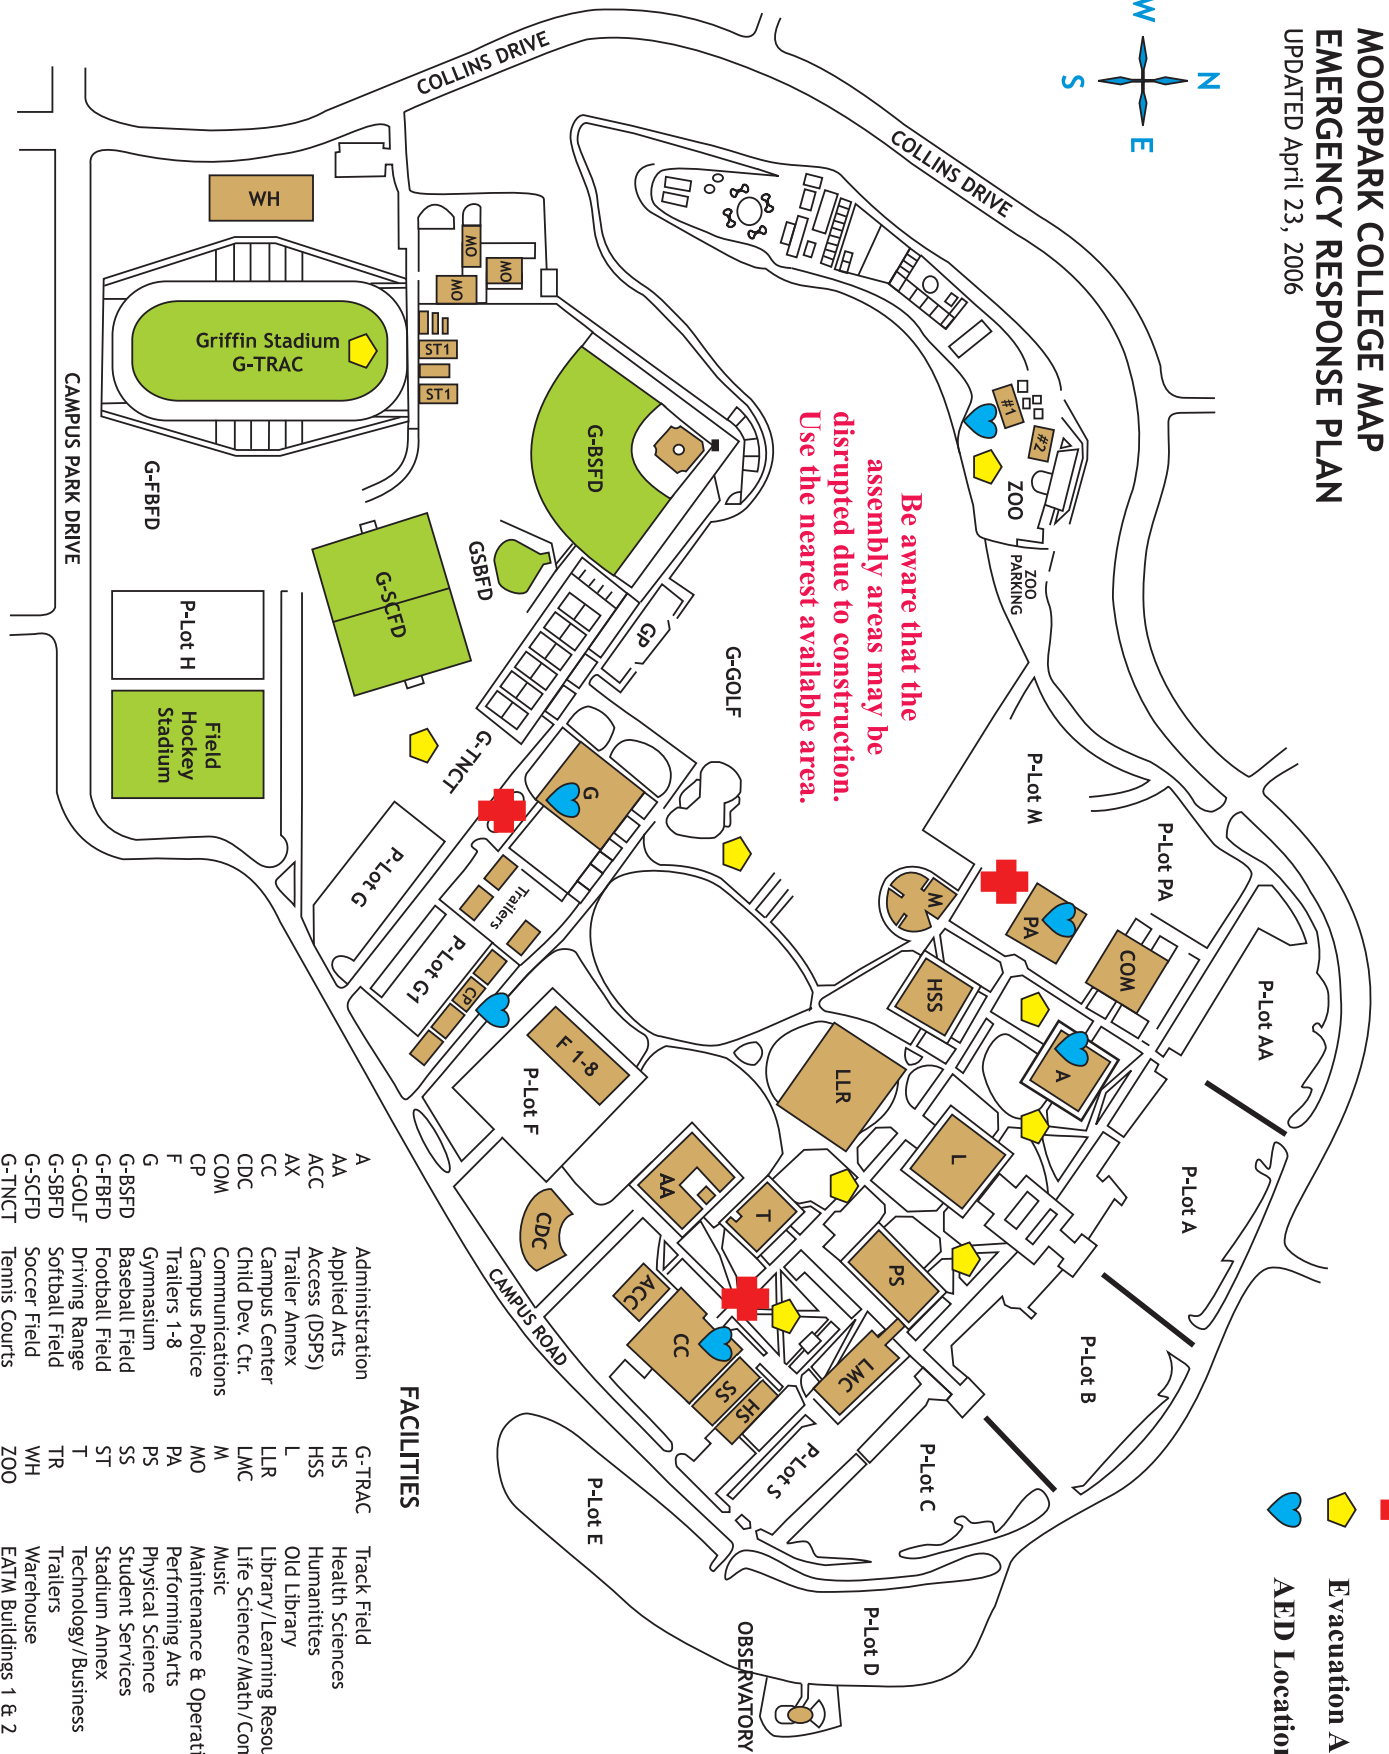 MOORPARK COLLEGE MAP
EMERGENCY RESPONSE PLAN
UPDATED April 23, 2006
W
N
S
E
Evacuation A
AED Location
COLLINS DRIVE
COLLINS DRIVE
CAMPUS PARK DRIVE
CAMPUS ROAD
Be aware that the
assembly areas may be
disrupted due to construction.
Use the nearest available area.
WH
MO
MO
MO
ST1
ST1
Griffin Stadium
G-TRAC
G-FBFD
G-BSFD
GSBFD
G-SCFD
P-Lot H
Field
Hockey
Stadium
#1
#2
ZOO
ZOO
PARKING
GP
G-GOLF
G-TNCT
G
P-Lot G
Trailers
P-Lot G1
CP
F 1-8
P-Lot F
P-Lot M
P-Lot PA
M
PA
COM
HSS
P-Lot AA
A
LLR
L
P-Lot A
AA
T
PS
CDC
ACC
CC
SS
HS
LMC
P-Lot B
P-Lot C
P-Lot S
P-Lot E
P-Lot D
OBSERVATORY
FACILITIES
A Administration
AA Applied Arts
ACC Access (DSPS)
AX Trailer Annex
CC Campus Center
CDC Child Dev. Ctr.
COM Communications
CP Campus Police
F Trailers 1-8
G Gymnasium
G-BSFD Baseball Field
G-FBFD Football Field
G-GOLF Driving Range
G-SBFD Softball Field
G-SCFD Soccer Field
G-TNCT Tennis Courts
G-TRAC Track Field
HS Health Sciences
HSS Humanitites
L Old Library
LLR Library/Learning Resou
LMC Life Science/Math/Com
M Music
MO Maintenance & Operati
PA Performing Arts
PS Physical Science
SS Student Services
ST Stadium Annex
T Technology/Business
TR Trailers
WH Warehouse
ZOO EATM Buildings 1 & 2